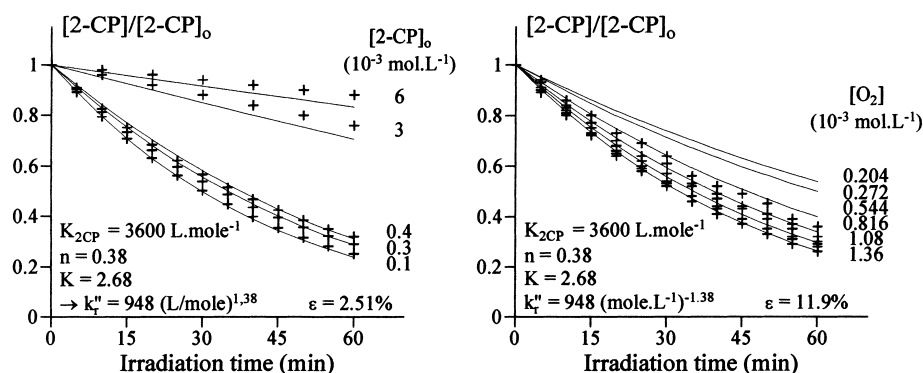 [2-CP]/[2-CP]o
[2-CP]o
(10-3 mol.L-1)
1
0.8
0.6
0.4
0.2
0
6
3
0.4
0.3
0.1
K2CP = 3600 L.mole-1
n = 0.38
K = 2.68
→ k"r = 948 (L/mole)1,38
ε = 2.51%
0
15
30
45
60
Irradiation time (min)
[2-CP]/[2-CP]o
[O2]
(10-3 mol.L-1)
1
0.8
0.6
0.4
0.2
0
0.204
0.272
0.544
0.816
1.08
1.36
K2CP = 3600 L.mole-1
n = 0.38
K = 2.68
k"r = 948 (mole.L-1)-1.38
ε = 11.9%
0
15
30
45
60
Irradiation time (min)